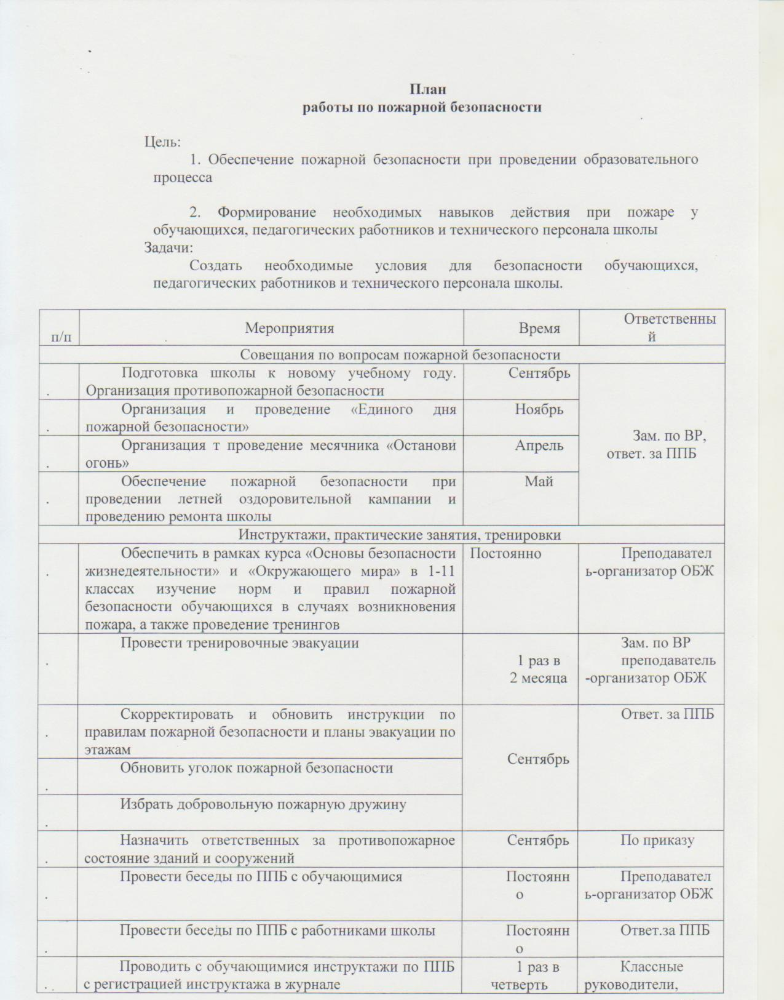 План
работы по пожарной безопасности
Цель:
1. Обеспечение пожарной безопасности при проведении образовательного
процесса
2. Формирование необходимых навыков действия при пожаре у
обучающихся, педагогических работников и технического персонала школы
Задачи:
Создать необходимые условия для безопасности обучающихся,
педагогических работников и технического персонала школы.
п/п
Мероприятия
Время
Ответственны
й
Совещания по вопросам пожарной безопасности
.
Подготовка школы к новому учебному году.
Организация противопожарной безопасности
Сентябрь
Зам. по ВР,
ответ. за ППБ
.
Организация и проведение «Единого дня
пожарной безопасности»
Ноябрь
.
Организация т проведение месячника «Останови
огонь»
Апрель
.
Обеспечение пожарной безопасности при
проведении летней оздоровительной кампании и
проведению ремонта школы
Май
Инструктажи, практические занятия, тренировки
.
Обеспечить в рамках курса «Основы безопасности
жизнедеятельности» и «Окружающего мира» в 1-11
классах изучение норм и правил пожарной
безопасности обучающихся в случаях возникновения
пожара, а также проведение тренингов
Постоянно
Преподавател
ь-организатор ОБЖ
.
Провести тренировочные эвакуации
1 раз в
2 месяца
Зам. по ВР
преподаватель
-организатор ОБЖ
.
Скорректировать и обновить инструкции по
правилам пожарной безопасности и планы эвакуации по
этажам
Сентябрь
Ответ. за ППБ
.
Обновить уголок пожарной безопасности
.
Избрать добровольную пожарную дружину
.
Назначить ответственных за противопожарное
состояние зданий и сооружений
Сентябрь
По приказу
.
Провести беседы по ППБ с обучающимися
Постоянн
о
Преподавател
ь-организатор ОБЖ
.
Провести беседы по ППБ с работниками школы
Постоянн
о
Ответ.за ППБ
.
Проводить с обучающимися инструктажи по ППБ
с регистрацией инструктажа в журнале
1 раз в
четверть
Классные
руководители,